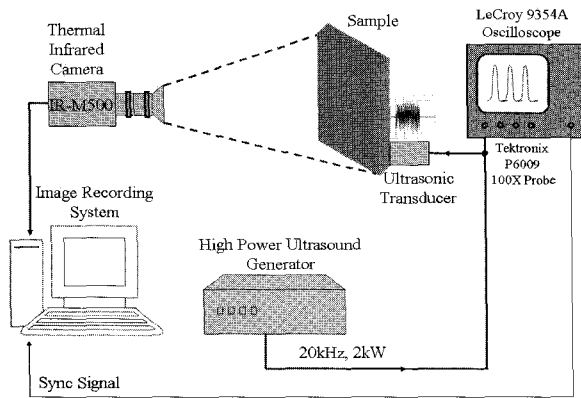 Thermal
Infrared
Camera
IR-M500
Sample
LeCroy 9354A
Oscilloscope
Tektronix
P6009
100X Probe
Ultrasonic
Transducer
Image Recording
System
High Power Ultrasound
Generator
20kHz, 2kW
Sync Signal